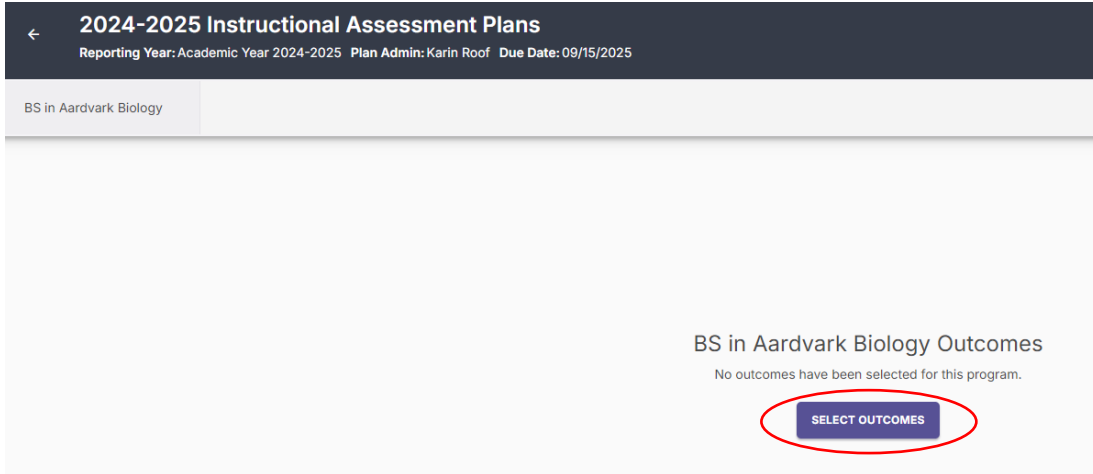 2024-2025 Instructional Assessment Plans
Reporting Year: Academic Year 2024-2025 Plan Admin: Karin Roof Due Date: 09/15/2025
BS in Aardvark Biology
BS in Aardvark Biology Outcomes
No outcomes have been selected for this program.
SELECT OUTCOMES